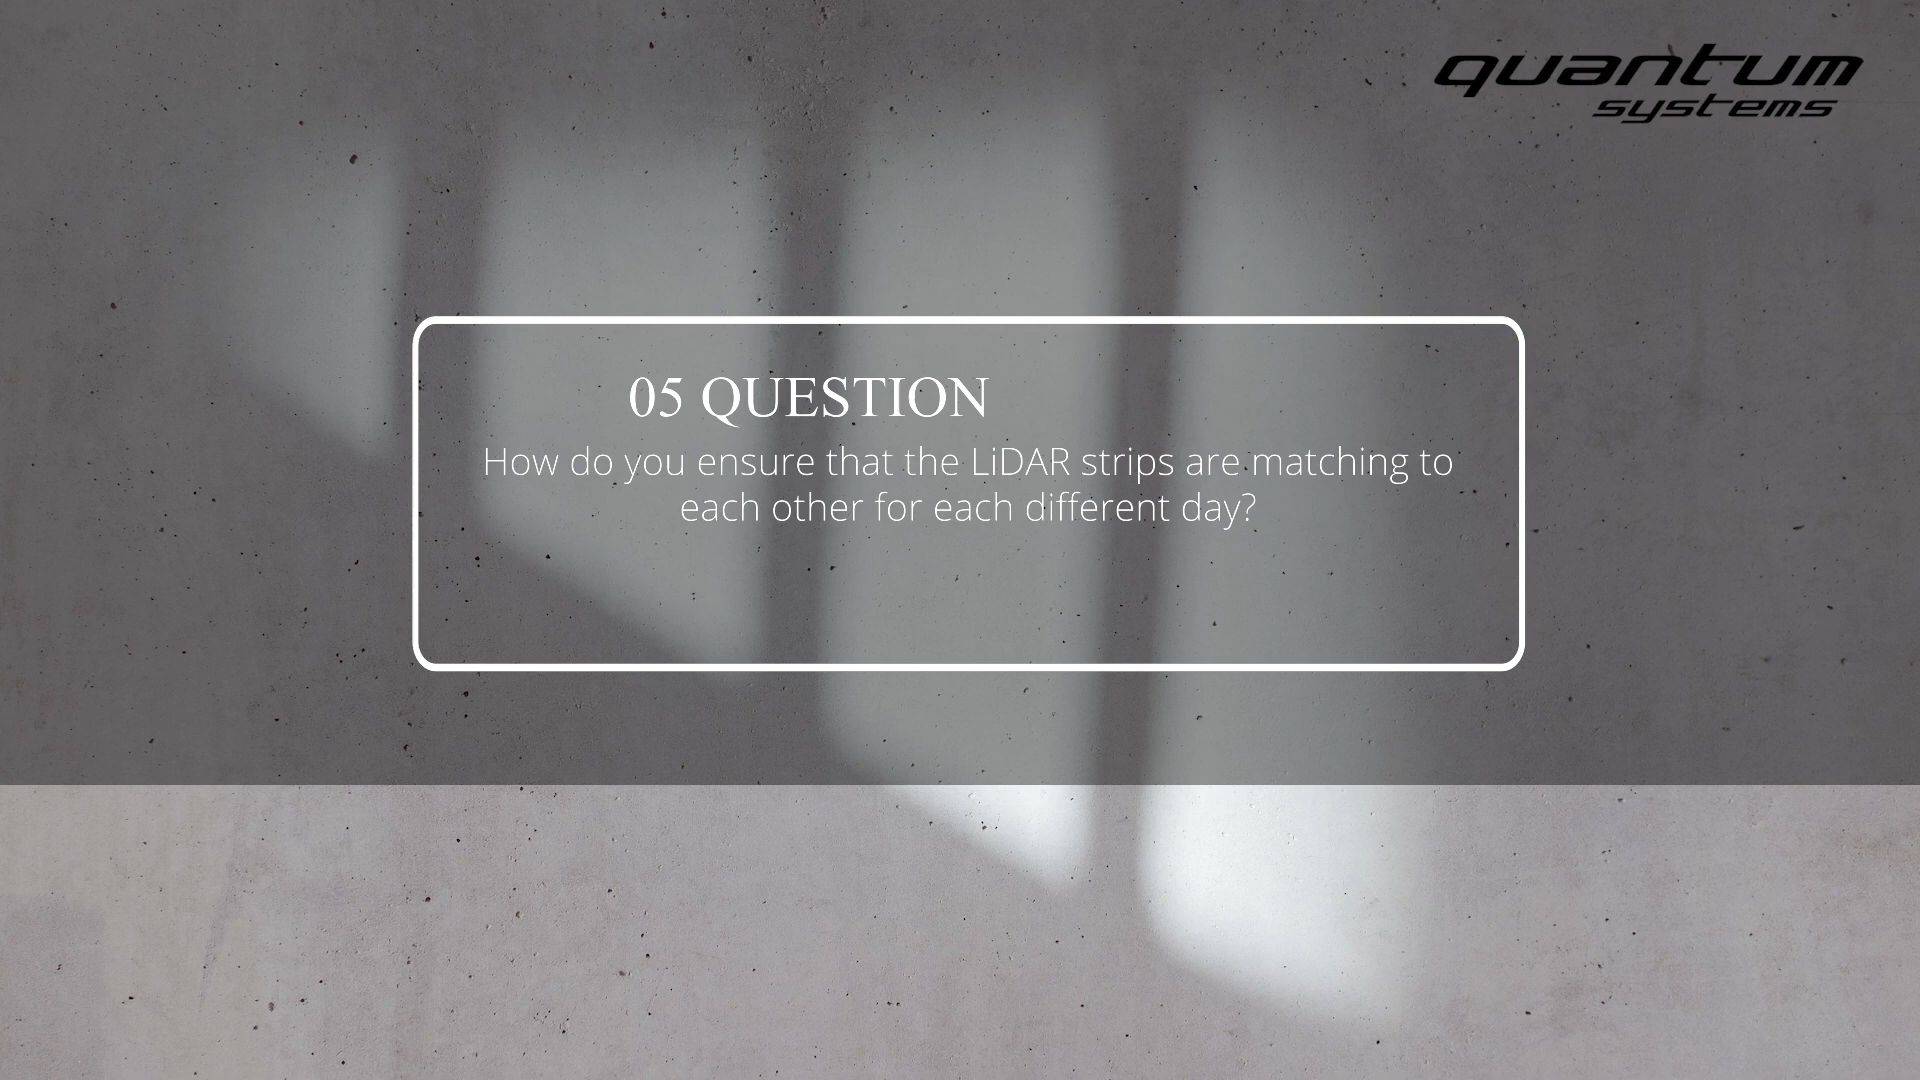 quantum
systems
05 QUESTION
How do you ensure that the LiDAR strips are matching to
each other for each different day?